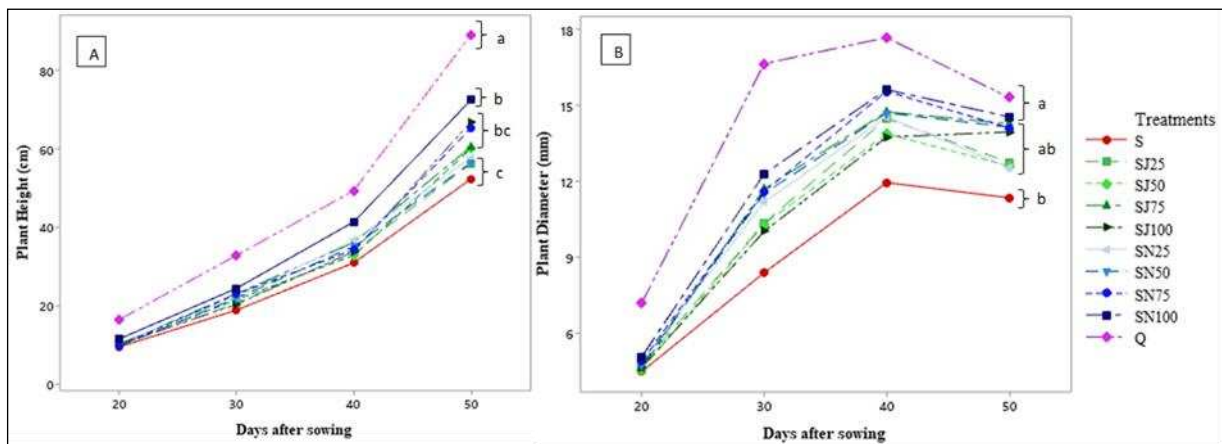 A
Plant Height (cm)
80
60
40
20
0
a
b
bc
c
20 30 40 50
Days after sowing
B
Plant Diameter (mm)
18
15
12
9
6
a
ab
b
20 30 40 50
Days after sowing
Treatments
S
SJ25
SJ50
SJ75
SJ100
SN25
SN50
SN75
SN100
Q